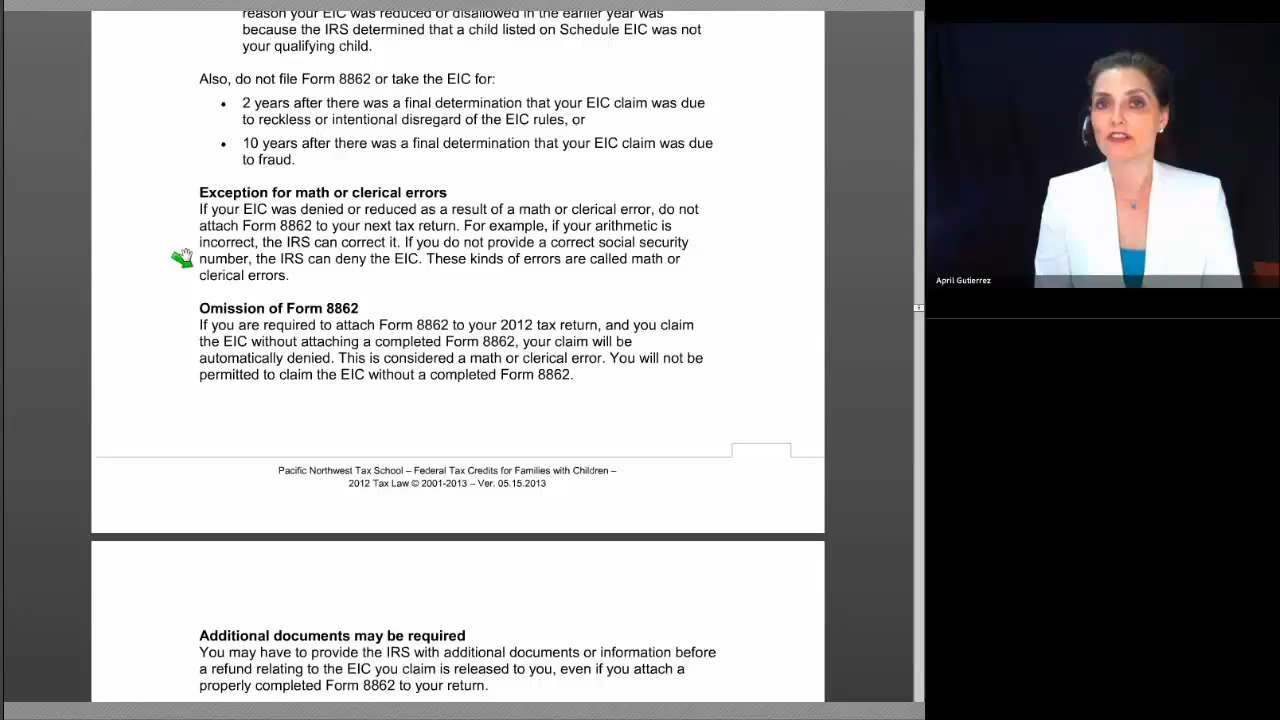 reason your EIC was reduced or disallowed in the earlier year was
because the IRS determined that a child listed on Schedule EIC was not
your qualifying child.
Also, do not file Form 8862 or take the EIC for:
• 2 years after there was a final determination that your EIC claim was due
to reckless or intentional disregard of the EIC rules, or
• 10 years after there was a final determination that your EIC claim was due
to fraud.
Exception for math or clerical errors
If your EIC was denied or reduced as a result of a math or clerical error, do not
attach Form 8862 to your next tax return. For example, if your arithmetic is
incorrect, the IRS can correct it. If you do not provide a correct social security
number, the IRS can deny the EIC. These kinds of errors are called math or
clerical errors.
Omission of Form 8862
If you are required to attach Form 8862 to your 2012 tax return, and you claim
the EIC without attaching a completed Form 8862, your claim will be
automatically denied. This is considered a math or clerical error. You will not be
permitted to claim the EIC without a completed Form 8862.
Pacific Northwest Tax School – Federal Tax Credits for Families with Children –
2012 Tax Law © 2001-2013 – Ver. 05.15.2013
Additional documents may be required
You may have to provide the IRS with additional documents or information before
a refund relating to the EIC you claim is released to you, even if you attach a
properly completed Form 8862 to your return.
April Gutierrez